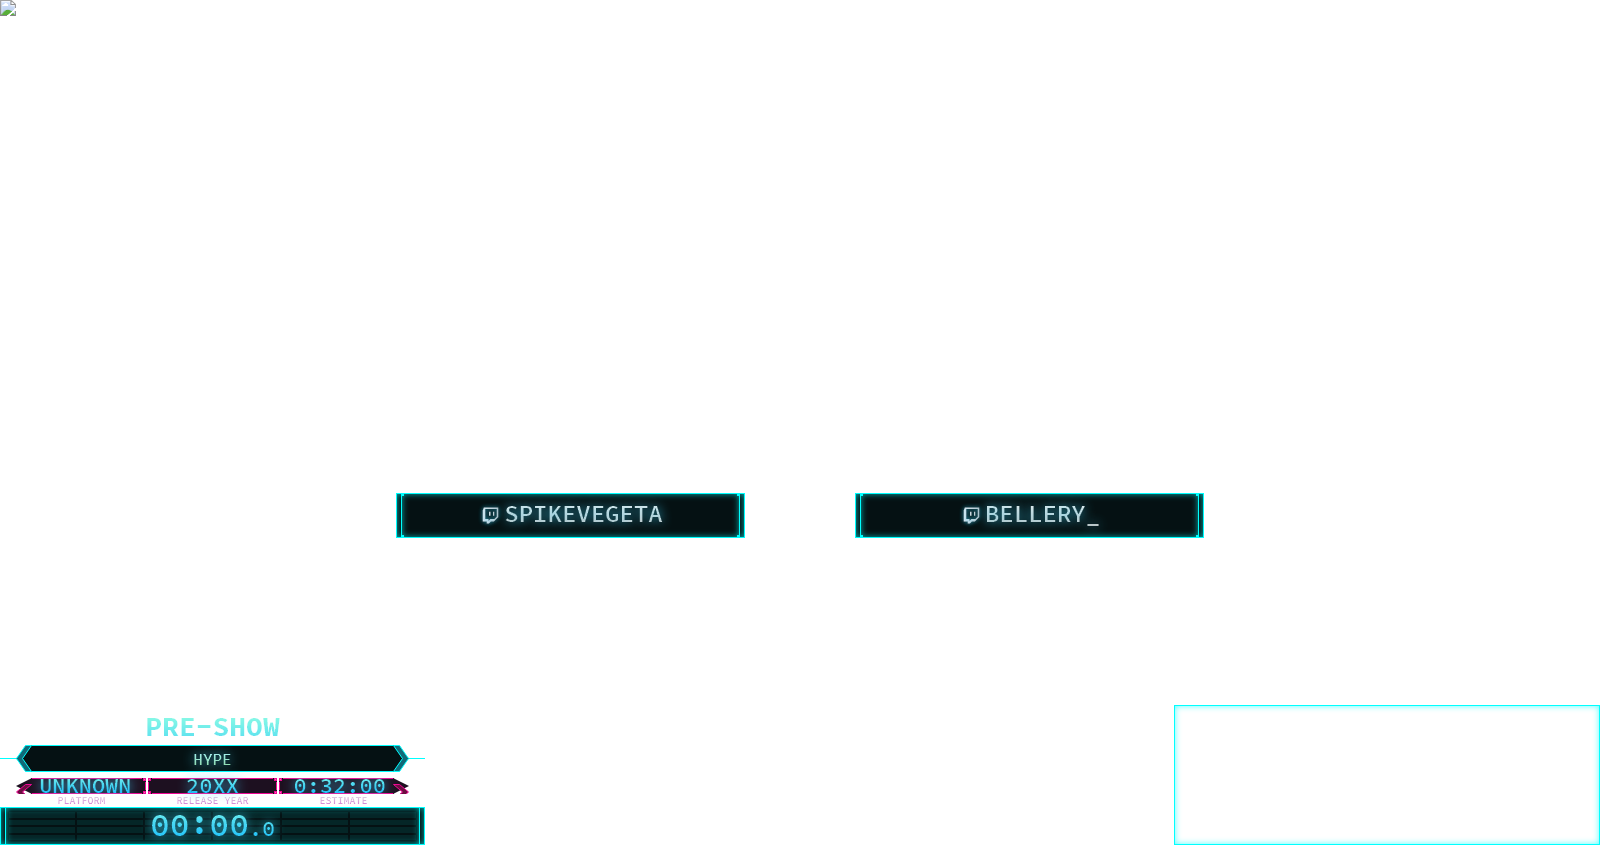 SPIKEVEGETA
BELLERY_
PRE-SHOW
HYPE
UNKNOWN 20XX 0:32:00
PLATFORM RELEASE YEAR ESTIMATE
00:00.0